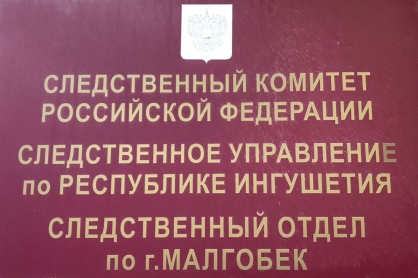 СЛЕДСТВЕННЫЙ КОМИТЕТ
РОССИЙСКОЙ ФЕДЕРАЦИИ
СЛЕДСТВЕННОЕ УПРАВЛЕНИЕ
по РЕСПУБЛИКЕ ИНГУШЕТИЯ
СЛЕДСТВЕННЫЙ ОТДЕЛ
по г.МАЛГОБЕК